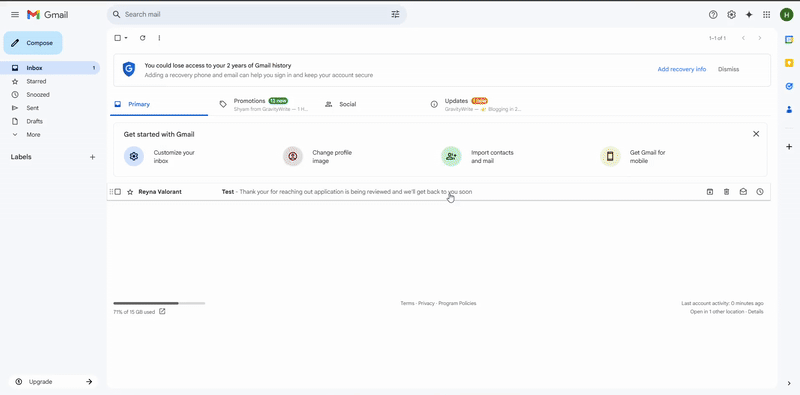 Gmail
Search mail
H
Compose
Inbox 1
Starred
Snoozed
Sent
Drafts
More
Labels
1–1 of 1
You could lose access to your 2 years of Gmail history
Adding a recovery phone and email can help you sign in and keep your account secure
Add recovery info Dismiss
Primary
Promotions 12 new
Shyam from GravityWrite — 1 H...
Social
Updates
GravityWrite — Blogging in 2...
Get started with Gmail
Customize your
inbox
Change profile
image
Import contacts
and mail
Get Gmail for
mobile
Reyna Valorant Test - Thank your for reaching out application is being reviewed and we'll get back to you soon
71% of 15 GB used
Terms · Privacy · Program Policies
Last account activity: 0 minutes ago
Open in 1 other location · Details
Upgrade